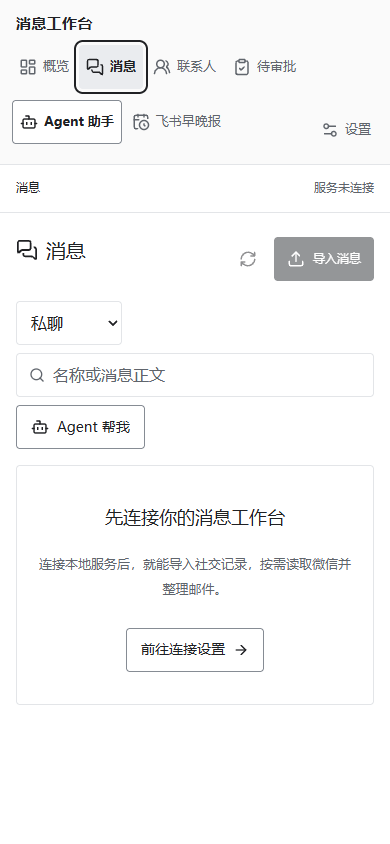 消息工作台
概览 消息 联系人 待审批
Agent 助手 飞书早晚报 设置
消息 服务未连接
消息 导入消息
私聊
名称或消息正文
Agent 帮我
先连接你的消息工作台
连接本地服务后，就能导入社交记录，按需读取微信并
整理邮件。
前往连接设置